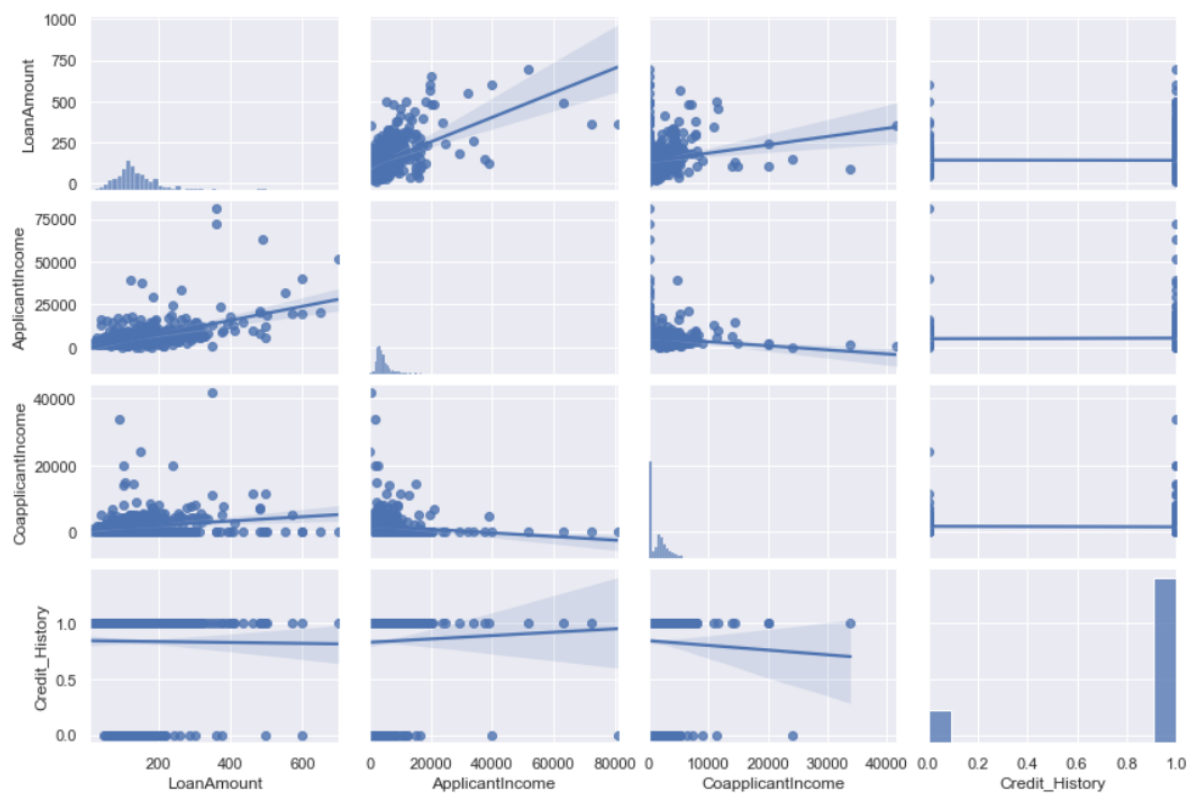 1000
750
500
250
0
LoanAmount
75000
50000
25000
0
ApplicantIncome
40000
20000
0
CoapplicantIncome
1.0
0.5
0.0
Credit_History
200 400 600
LoanAmount
0 20000 40000 60000 80000
ApplicantIncome
0 10000 20000 30000 40000
CoapplicantIncome
0.0 0.2 0.4 0.6 0.8 1.0
Credit_History